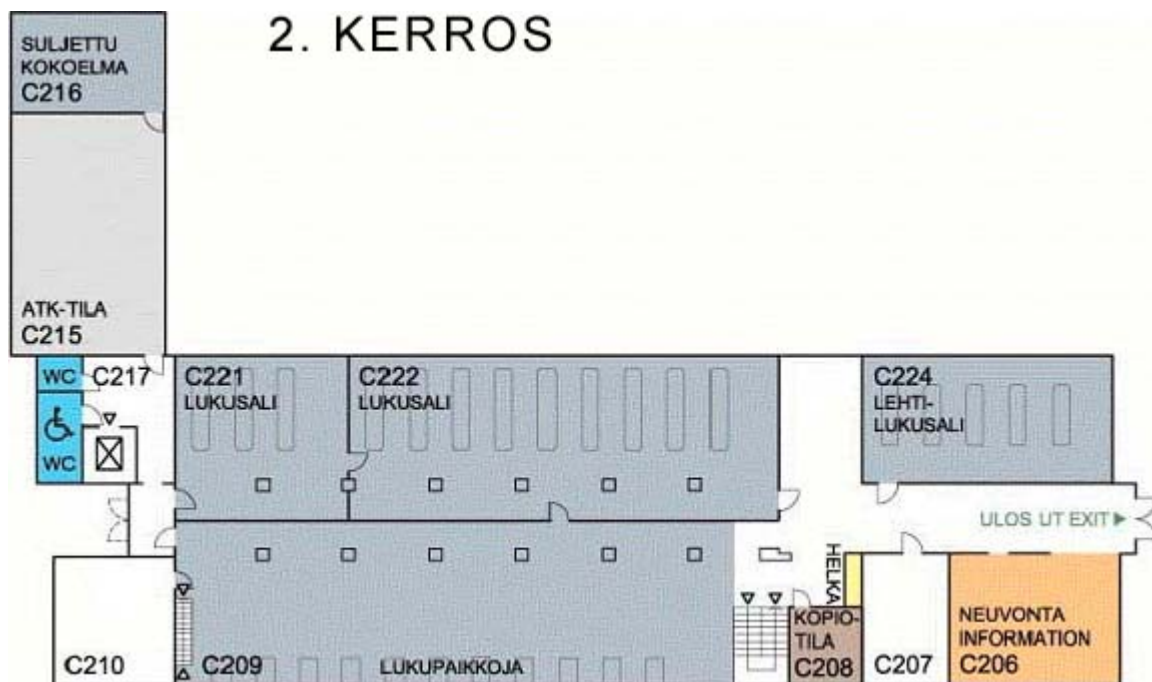 2. KERROS
SULJETTU
KOKOELMA
C216
ATK-TILA
C215
WC
C217
WC
C221
LUKUSALI
C222
LUKUSALI
C224
LEHTI-
LUKUSALI
ULOS UT EXIT
HELKA
C210
C209
LUKUPAIKKOJA
KOPIO-
TILA
C208
C207
NEUVONTA
INFORMATION
C206